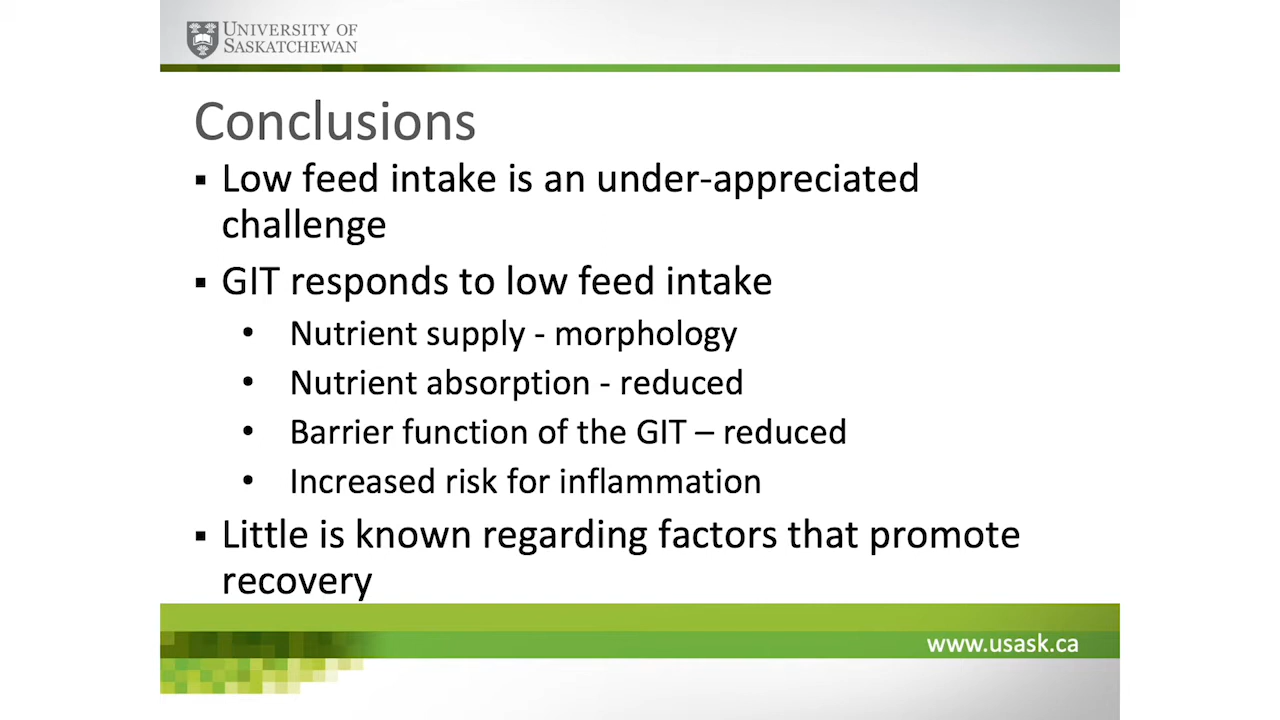 UNIVERSITY OF
SASKATCHEWAN
Conclusions
▪ Low feed intake is an under-appreciated
challenge
▪ GIT responds to low feed intake
• Nutrient supply - morphology
• Nutrient absorption - reduced
• Barrier function of the GIT – reduced
• Increased risk for inflammation
▪ Little is known regarding factors that promote
recovery
www.usask.ca